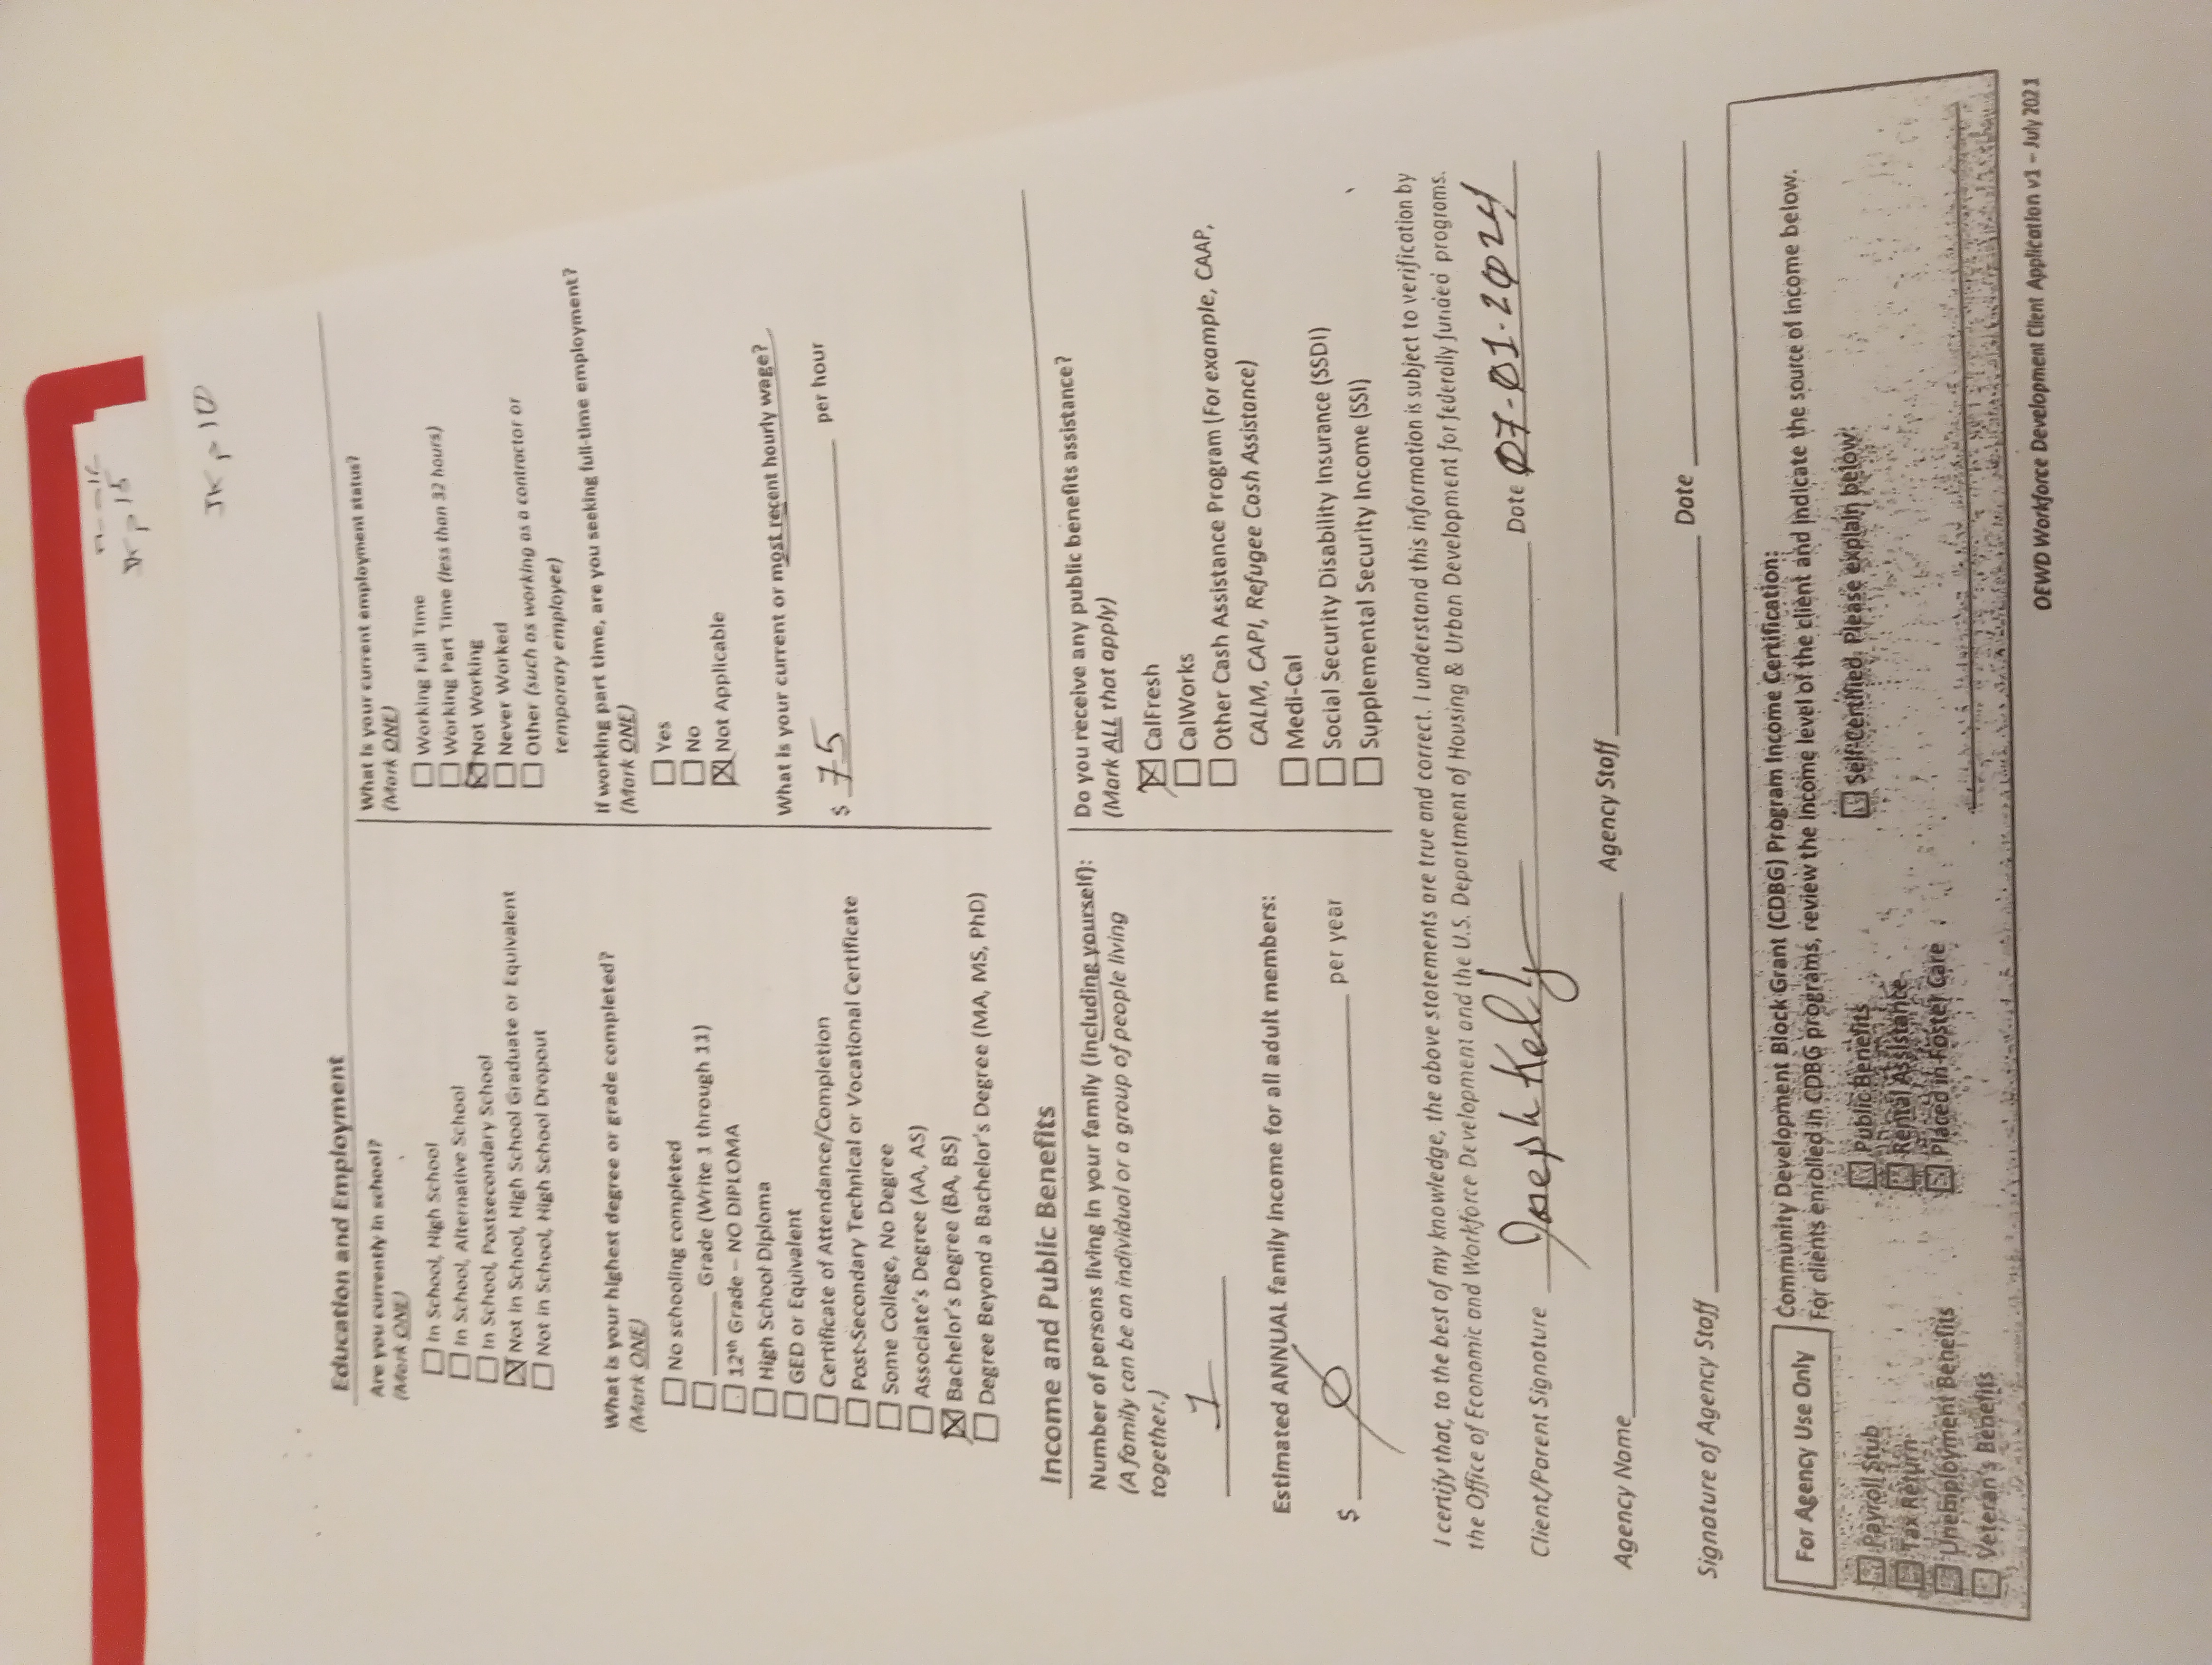 JK p 15
JK p 10
Education and Employment
Are you currently in school?
(Mark ONE)
In School, High School
In School, Alternative School
In School, Postsecondary School
Not in School, High School Graduate or Equivalent
Not in School, High School Dropout
What is your highest degree or grade completed?
(Mark ONE)
No schooling completed
______ Grade (Write 1 through 11)
12th Grade – NO DIPLOMA
High School Diploma
GED or Equivalent
Certificate of Attendance/Completion
Post-Secondary Technical or Vocational Certificate
Some College, No Degree
Associate's Degree (AA, AS)
Bachelor's Degree (BA, BS)
Degree Beyond a Bachelor's Degree (MA, MS, PhD)
What is your current employment status?
(Mark ONE)
Working Full Time
Working Part Time (less than 32 hours)
Not Working
Never Worked
Other (such as working as a contractor or
temporary employee)
If working part time, are you seeking full-time employment?
(Mark ONE)
Yes
No
Not Applicable
What is your current or most recent hourly wage?
$ 75 per hour
Income and Public Benefits
Number of persons living in your family (including yourself):
(A family can be an individual or a group of people living
together.)
1
Estimated ANNUAL family income for all adult members:
$ 0 per year
Do you receive any public benefits assistance?
(Mark ALL that apply)
CalFresh
CalWorks
Other Cash Assistance Program (For example, CAAP,
CALM, CAPI, Refugee Cash Assistance)
Medi-Cal
Social Security Disability Insurance (SSDI)
Supplemental Security Income (SSI)
I certify that, to the best of my knowledge, the above statements are true and correct. I understand this information is subject to verification by
the Office of Economic and Workforce Development and the U.S. Department of Housing & Urban Development for federally funded programs.
Client/Parent Signature Joseph Kelly Date 07-01-2024
Agency Name Agency Staff
Signature of Agency Staff Date
For Agency Use Only
Community Development Block Grant (CDBG) Program Income Certification:
For clients enrolled in CDBG programs, review the income level of the client and indicate the source of income below.
Payroll Stub
Tax Return
Unemployment Benefits
Veteran's Benefits
Public Benefits
Rental Assistance
Placed in Foster Care
Self-Certified. Please explain below:
OEWD Workforce Development Client Application v1 – July 2021